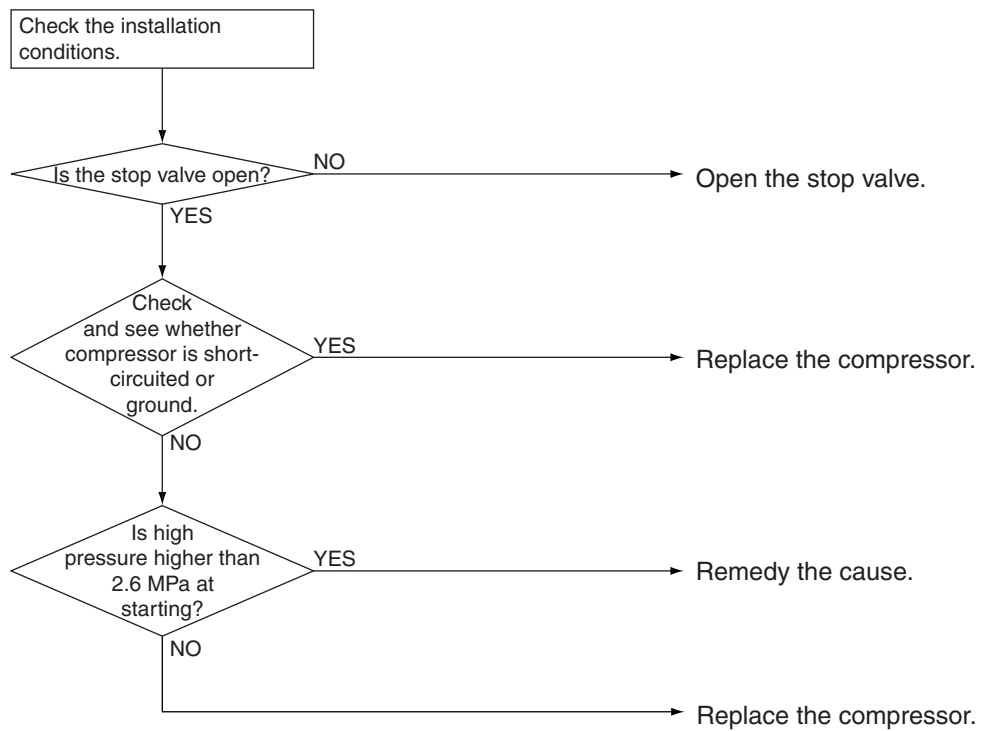 Check the installation
conditions.
Is the stop valve open?
NO
Open the stop valve.
YES
Check
and see whether
compressor is short-
circuited or
ground.
YES
Replace the compressor.
NO
Is high
pressure higher than
2.6 MPa at
starting?
YES
Remedy the cause.
NO
Replace the compressor.